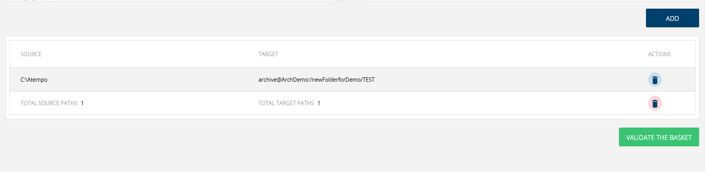 ADD
SOURCE TARGET ACTIONS
C:\Atempo archive@ArchDemo:/newFolderforDemo/TEST
TOTAL SOURCE PATHS 1 TOTAL TARGET PATHS 1
VALIDATE THE BASKET